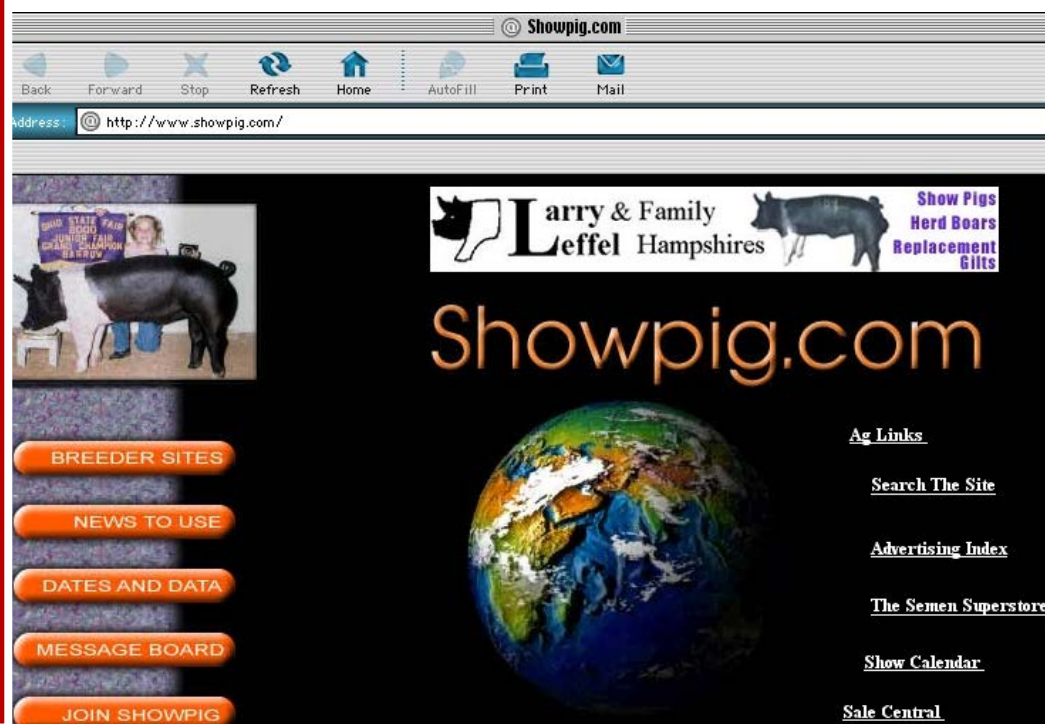 Showpig.com
Back
Forward
Stop
Refresh
Home
AutoFill
Print
Mail
Address:
http://www.showpig.com/
OHIO STATE FAIR
2000
JUNIOR FAIR
GRAND CHAMPION
BARROW
Larry & Family
Leffel Hampshires
Show Pigs
Herd Boars
Replacement
Gilts
Showpig.com
BREEDER SITES
NEWS TO USE
DATES AND DATA
MESSAGE BOARD
JOIN SHOWPIG
Ag Links
Search The Site
Advertising Index
The Semen Superstore
Show Calendar
Sale Central